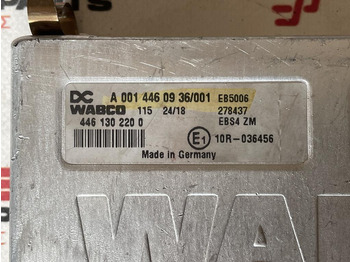 DC A 001 446 09 36/001 EB5006
WABCO 115 24/18 278437
446 130 220 0 EBS4 ZM
E1 10R-036456
Made in Germany
WA